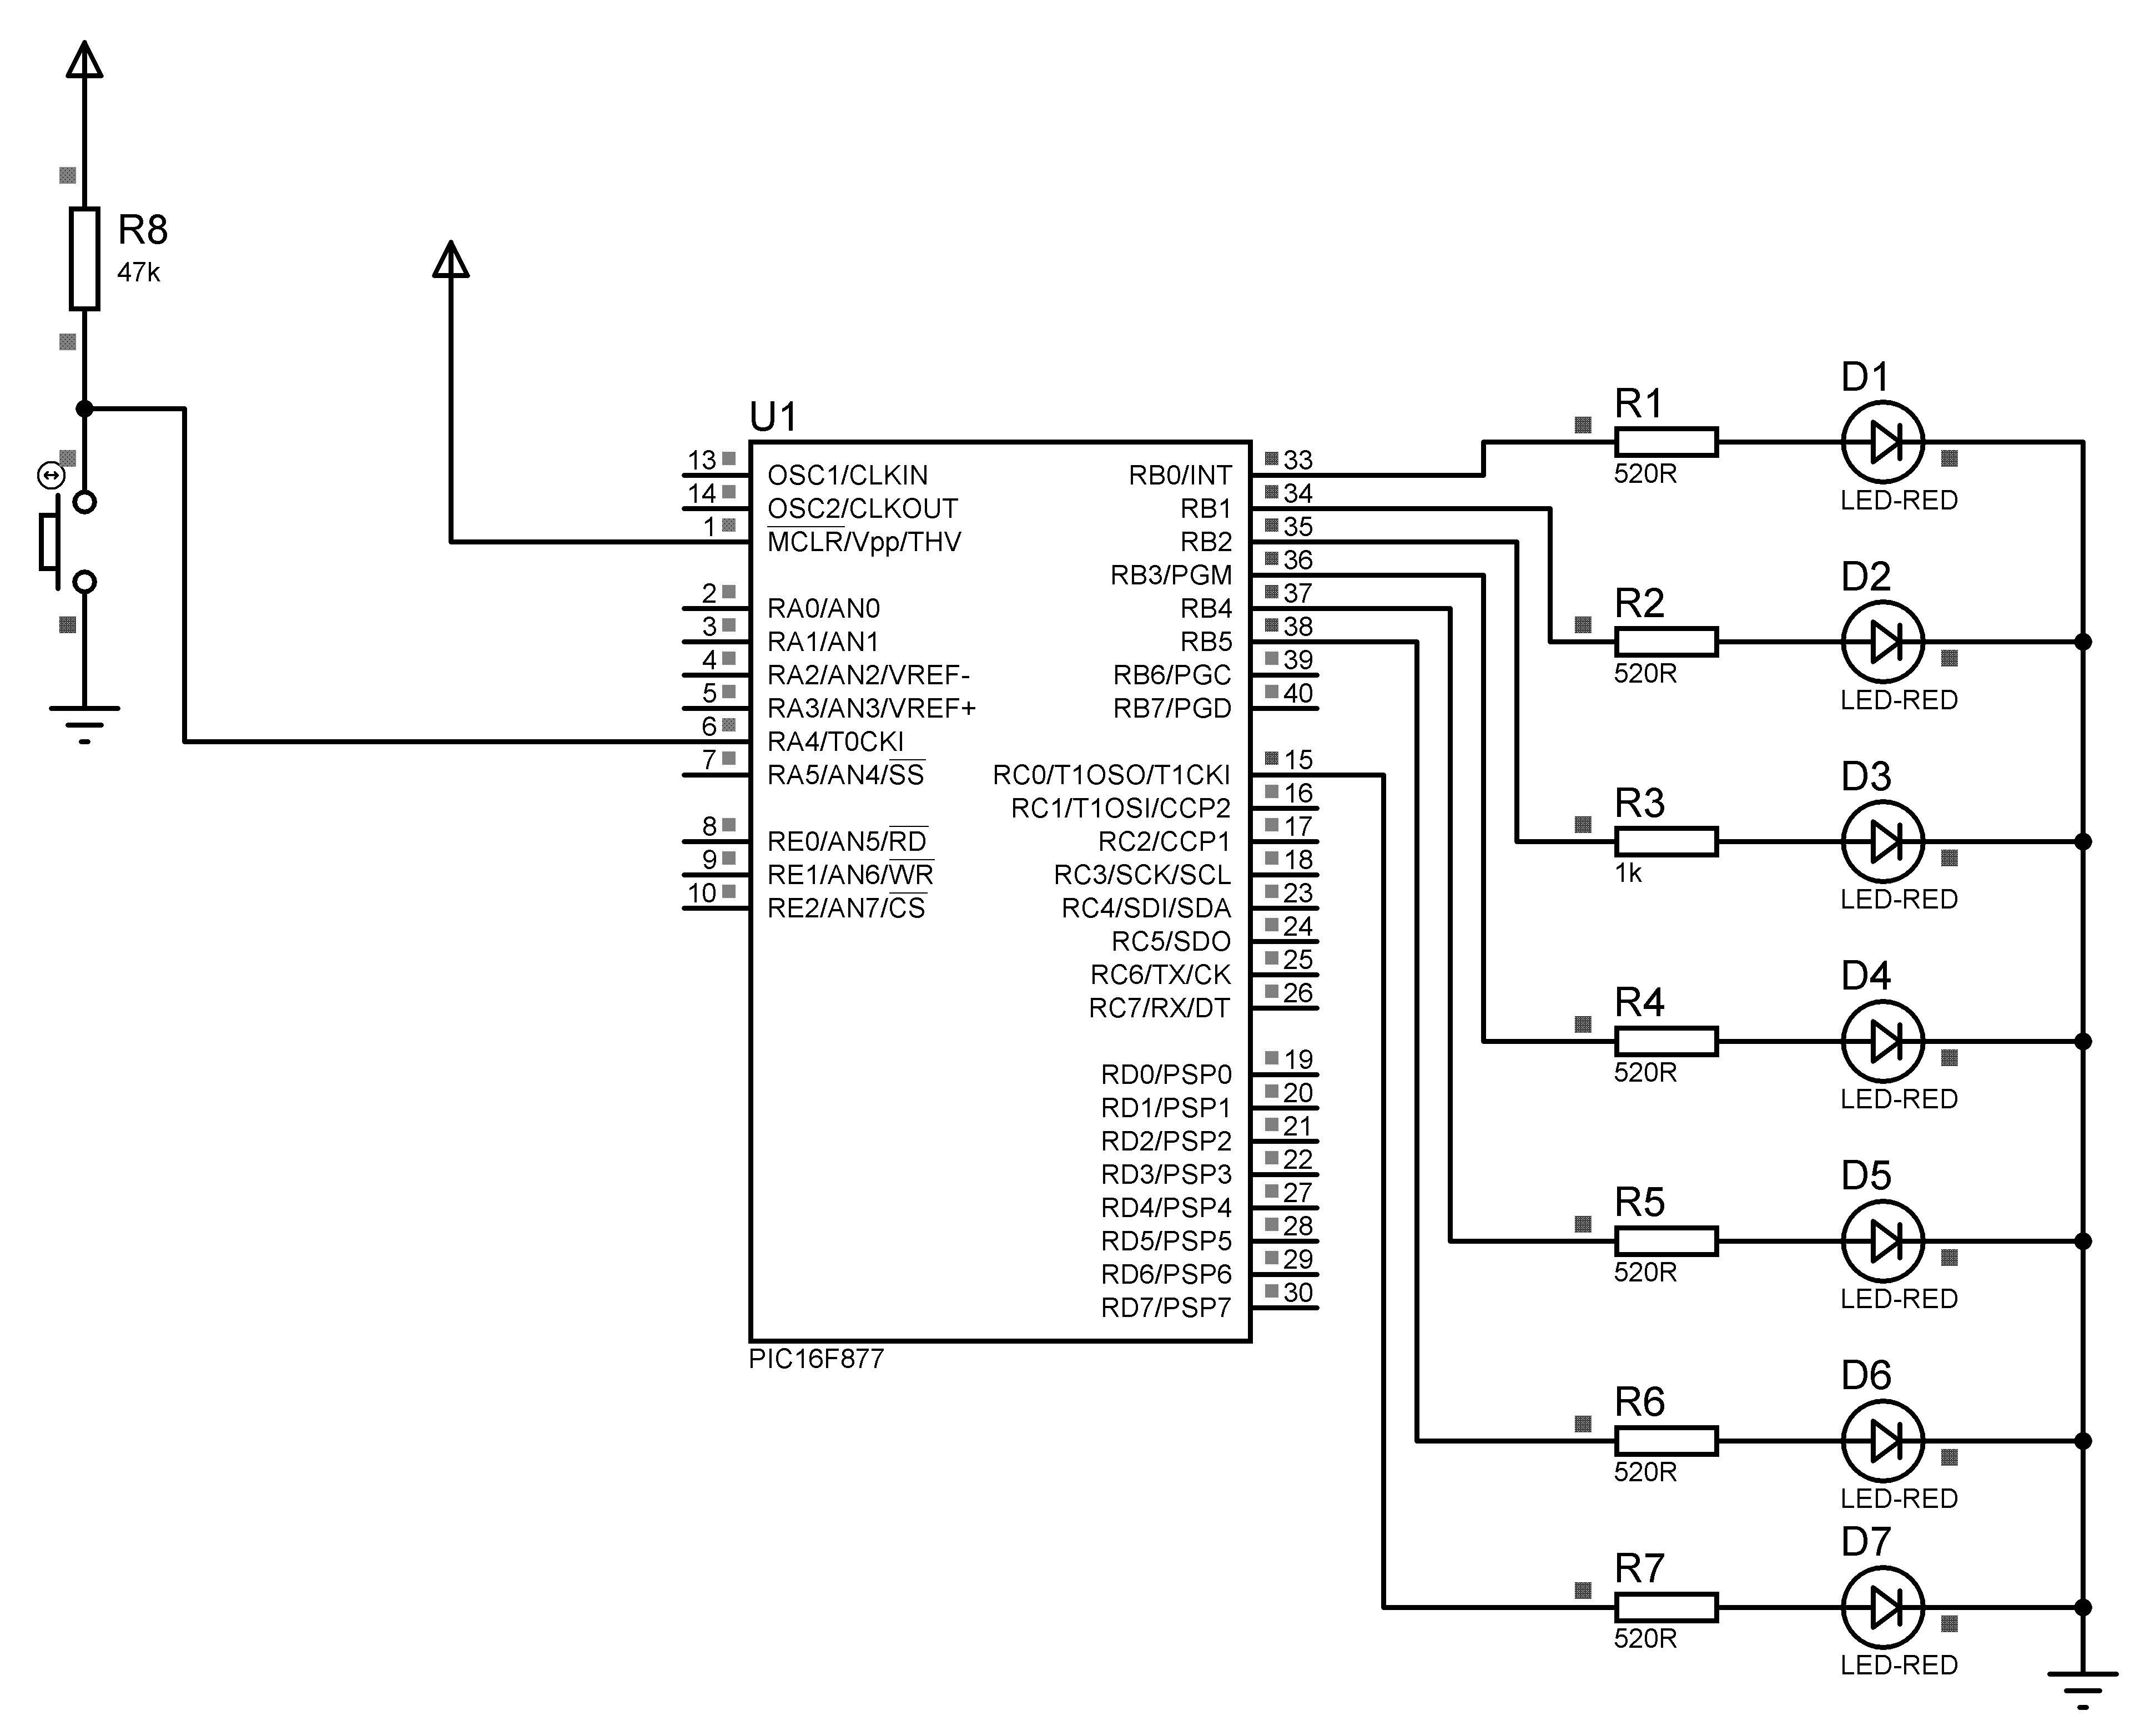 R8
47k
U1
13
OSC1/CLKIN
14
OSC2/CLKOUT
1
MCLR/Vpp/THV
2
RA0/AN0
3
RA1/AN1
4
RA2/AN2/VREF-
5
RA3/AN3/VREF+
6
RA4/T0CKI
7
RA5/AN4/SS
8
RE0/AN5/RD
9
RE1/AN6/WR
10
RE2/AN7/CS
RB0/INT
33
RB1
34
RB2
35
RB3/PGM
36
RB4
37
RB5
38
RB6/PGC
39
RB7/PGD
40
RC0/T1OSO/T1CKI
15
RC1/T1OSI/CCP2
16
RC2/CCP1
17
RC3/SCK/SCL
18
RC4/SDI/SDA
23
RC5/SDO
24
RC6/TX/CK
25
RC7/RX/DT
26
RD0/PSP0
19
RD1/PSP1
20
RD2/PSP2
21
RD3/PSP3
22
RD4/PSP4
27
RD5/PSP5
28
RD6/PSP6
29
RD7/PSP7
30
PIC16F877
R1
520R
D1
LED-RED
R2
520R
D2
LED-RED
R3
1k
D3
LED-RED
R4
520R
D4
LED-RED
R5
520R
D5
LED-RED
R6
520R
D6
LED-RED
R7
520R
D7
LED-RED